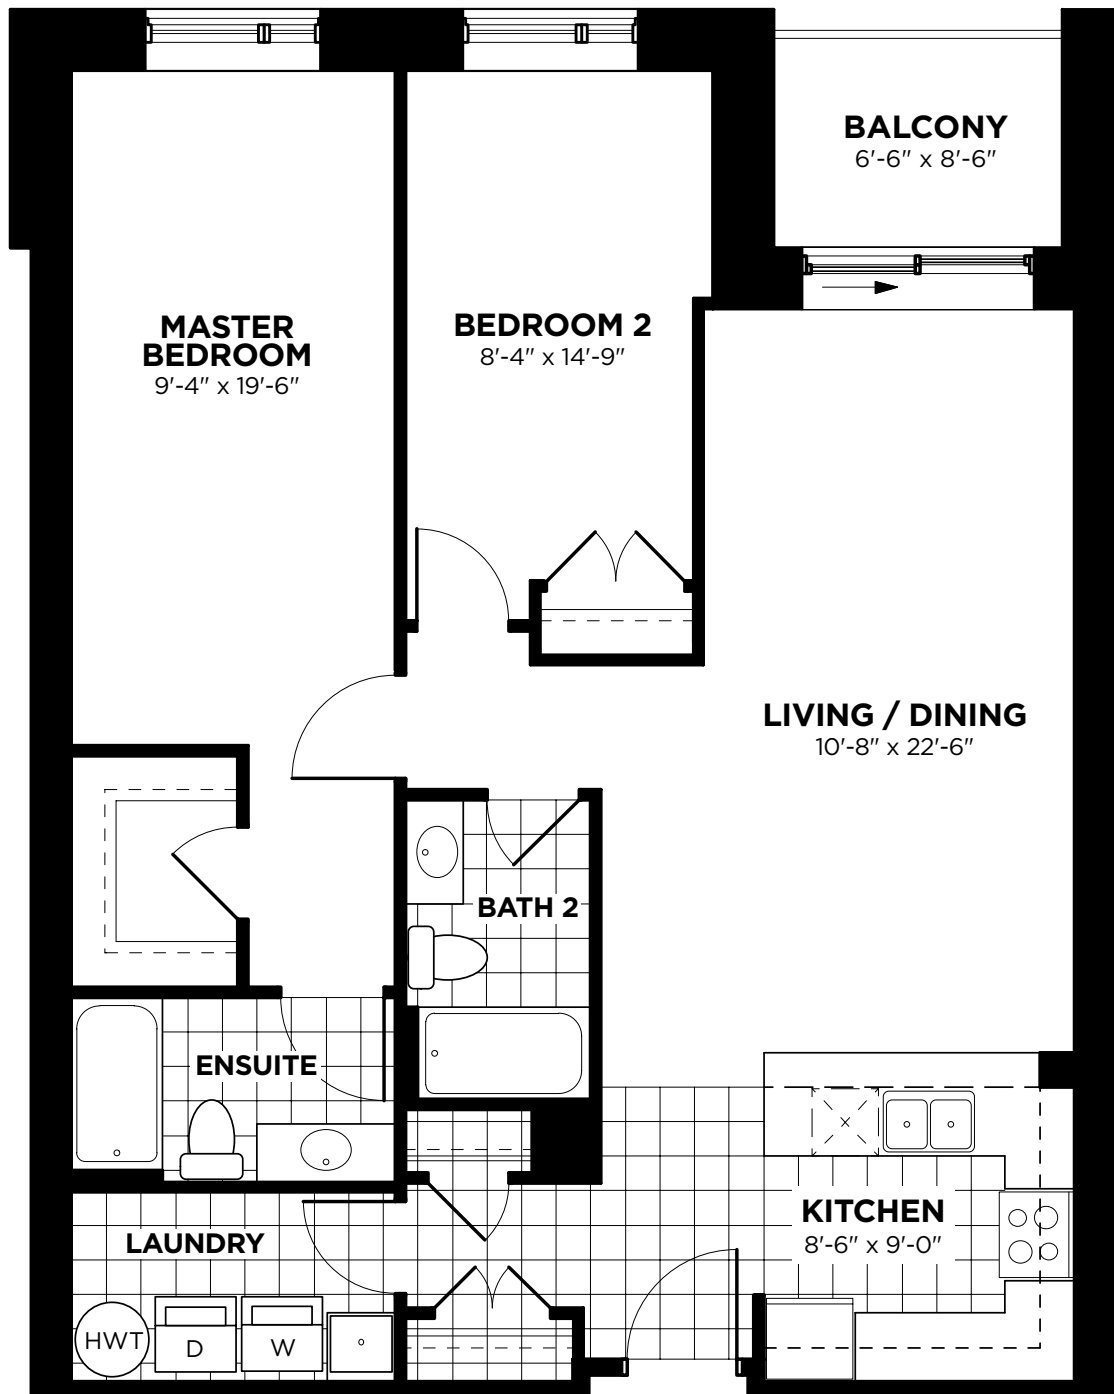 BALCONY
6'-6" x 8'-6"
MASTER
BEDROOM
9'-4" x 19'-6"
BEDROOM 2
8'-4" x 14'-9"
LIVING / DINING
10'-8" x 22'-6"
BATH 2
ENSUITE
KITCHEN
8'-6" x 9'-0"
LAUNDRY
HWT
D
W